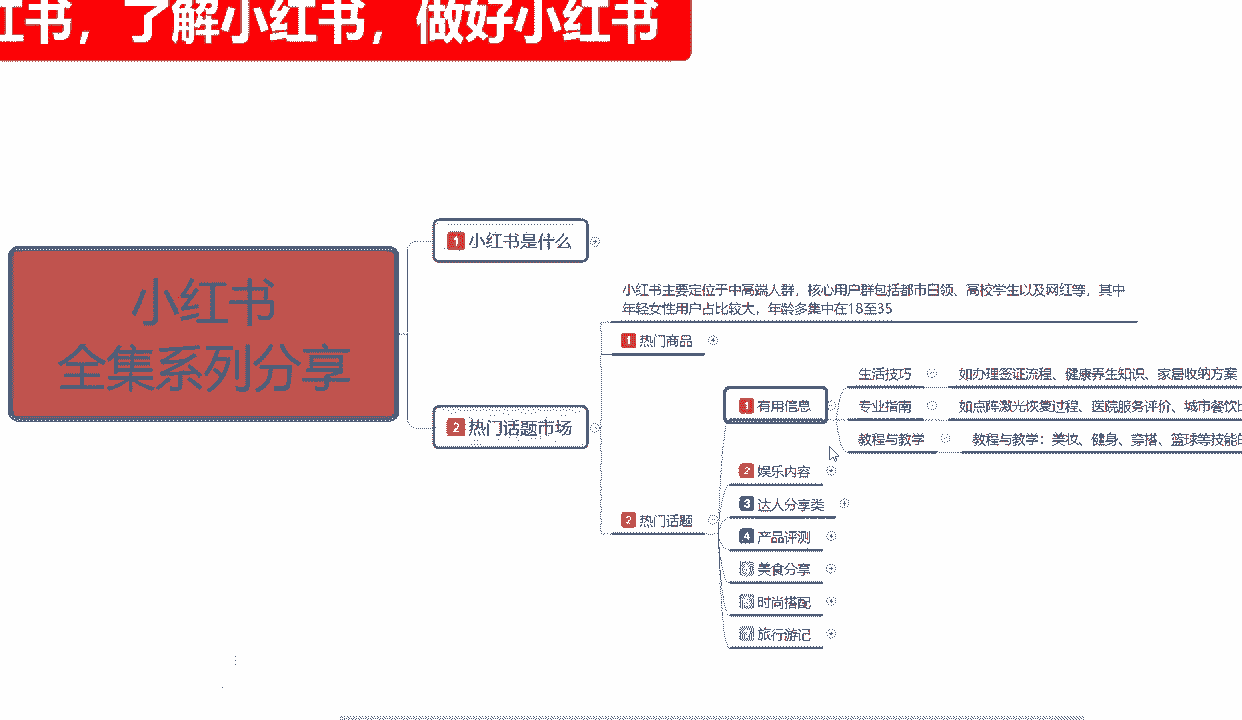 红书，了解小红书，做好小红书
小红书
全集系列分享
1 小红书是什么
2 热门话题市场
小红书主要定位于中高端人群，核心用户群包括都市白领、高校学生以及网红等，其中
年轻女性用户占比较大，年龄多集中在18至35
1 热门商品
2 热门话题
1 有用信息
生活技巧
如办理签证流程、健康养生知识、家居收纳方案
专业指南
如点阵激光恢复过程、医院服务评价、城市餐饮
教程与教学
教程与教学：美妆、健身、穿搭、篮球等技能
2 娱乐内容
3 达人分享类
4 产品评测
美食分享
时尚搭配
旅行游记